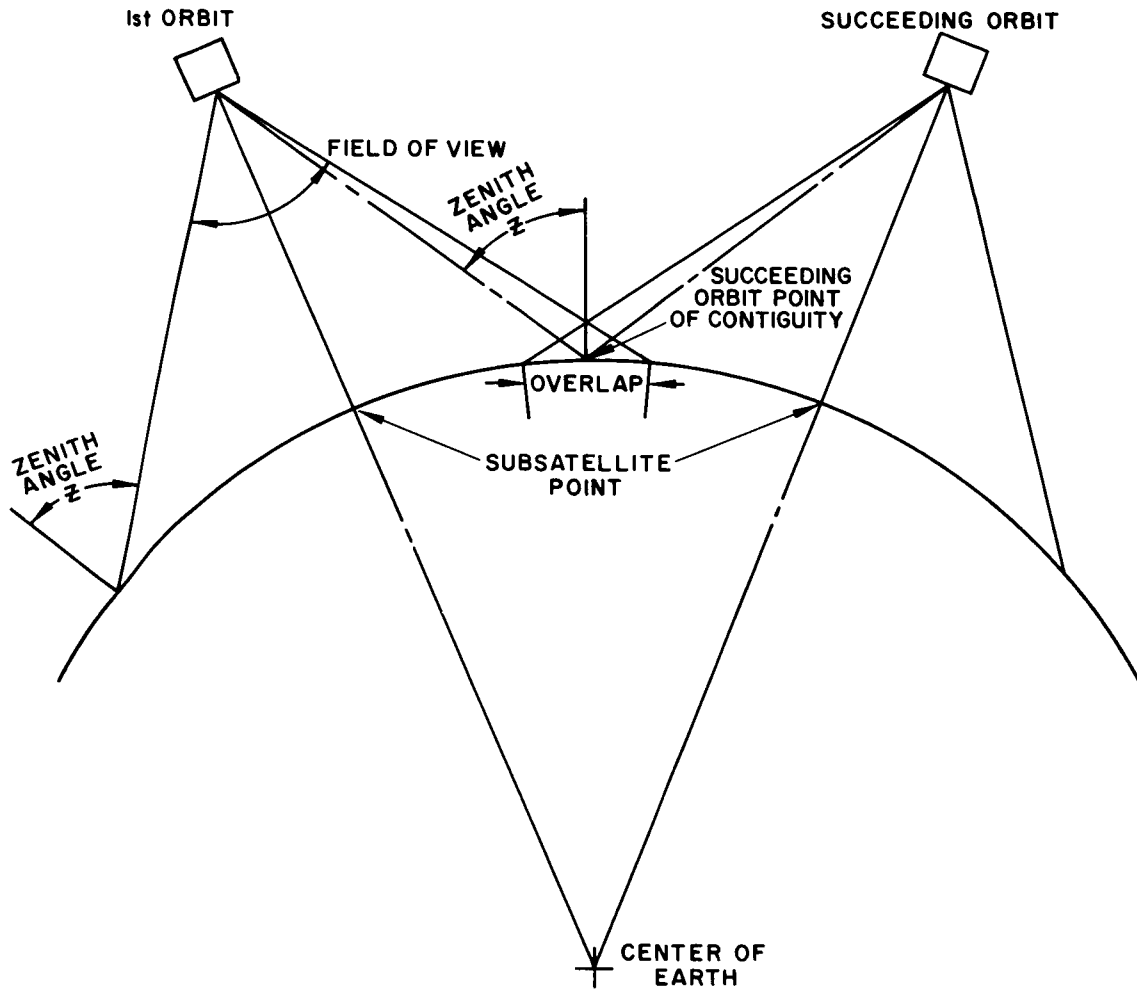 1st ORBIT
SUCCEEDING ORBIT
FIELD OF VIEW
ZENITH
ANGLE
Z
SUCCEEDING
ORBIT POINT
OF CONTIGUITY
OVERLAP
ZENITH
ANGLE
Z
SUBSATELLITE
POINT
CENTER OF
EARTH